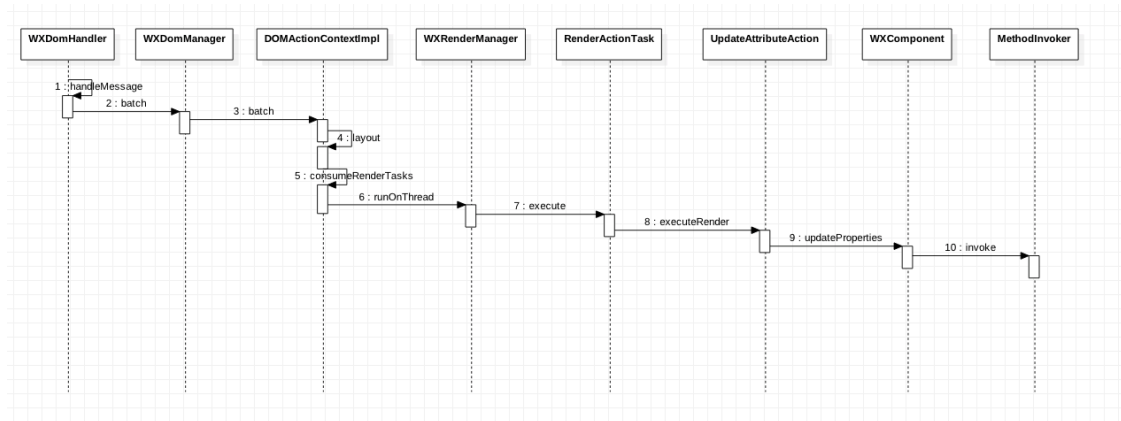 WXDomHandler
WXDomManager
DOMActionContextImpl
WXRenderManager
RenderActionTask
UpdateAttributeAction
WXComponent
MethodInvoker
1 : handleMessage
2 : batch
3 : batch
4 : layout
5 : consumeRenderTasks
6 : runOnThread
7 : execute
8 : executeRender
9 : updateProperties
10 : invoke